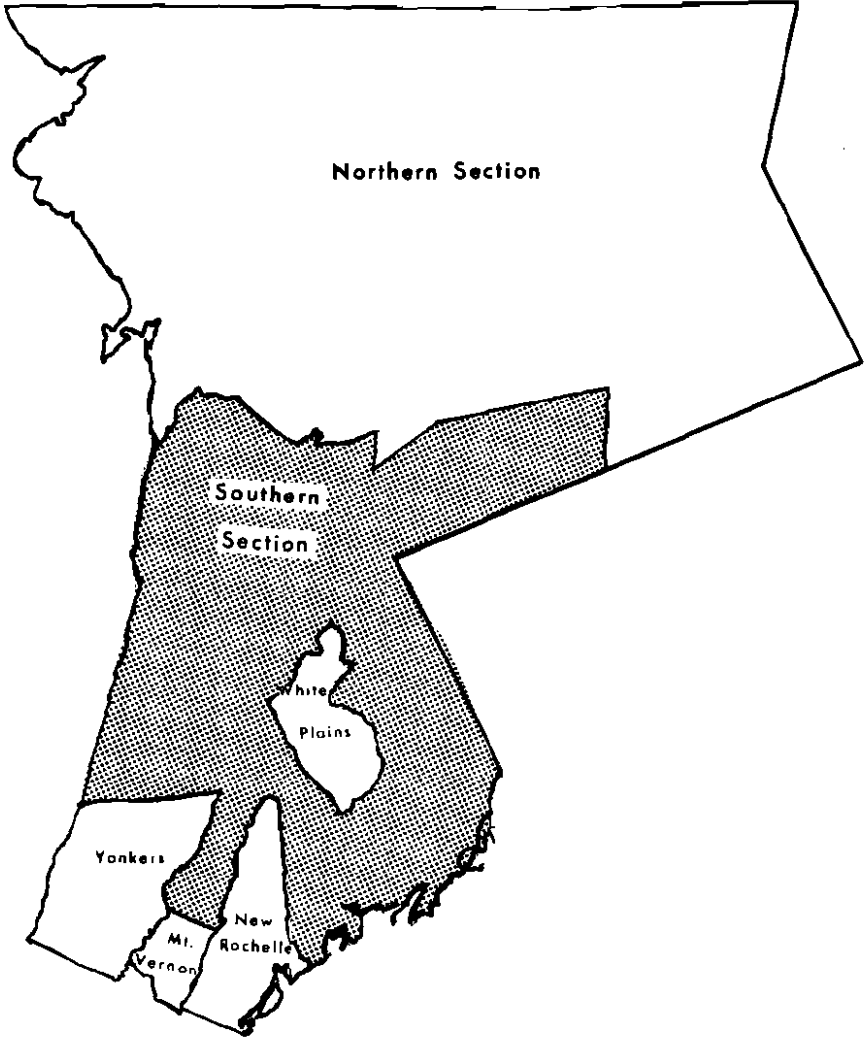 Northern Section
Southern
Section
White
Plains
Yonkers
New
Rochelle
Mt.
Vernon